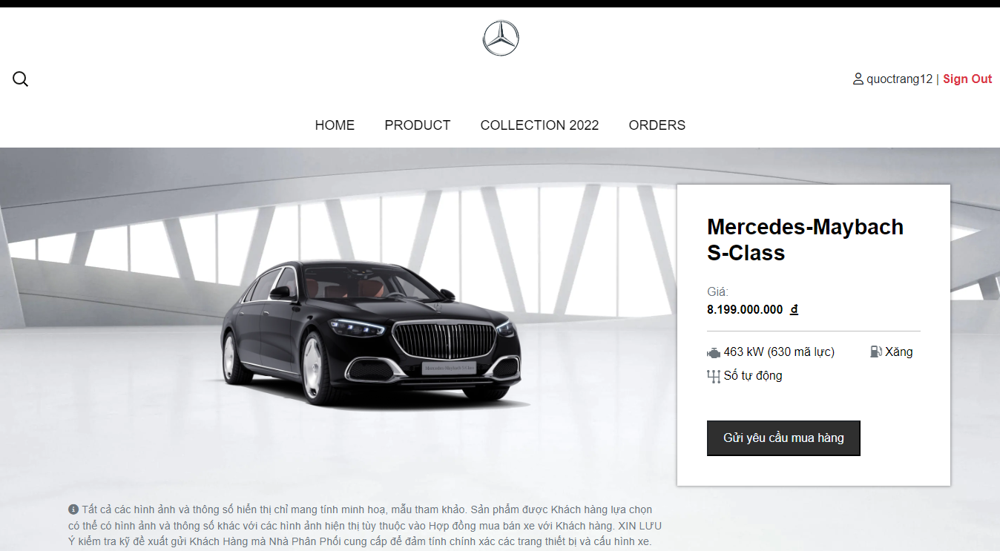 quoctrang12 | Sign Out
HOME PRODUCT COLLECTION 2022 ORDERS
Mercedes-Maybach
S-Class
Giá:
8.199.000.000 đ
463 kW (630 mã lực) Xăng
Số tự động
Gửi yêu cầu mua hàng
Mercedes-Maybach S-Class
Tất cả các hình ảnh và thông số hiển thị chỉ mang tính minh hoạ, mẫu tham khảo. Sản phẩm được Khách hàng lựa chọn
có thể có hình ảnh và thông số khác với các hình ảnh hiện thị tùy thuộc vào Hợp đồng mua bán xe với Khách hàng. XIN LƯU
Ý kiểm tra kỹ đề xuất gửi Khách Hàng mà Nhà Phân Phối cung cấp để đảm tính chính xác các trang thiết bị và cấu hình xe.